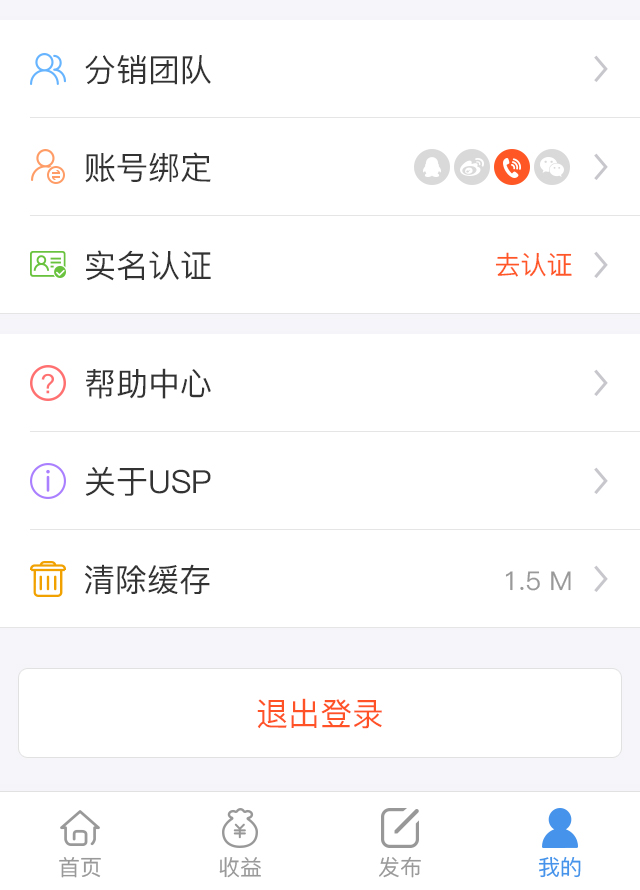 分销团队
账号绑定
实名认证 去认证
帮助中心
关于USP
清除缓存 1.5 M
退出登录
首页 收益 发布 我的